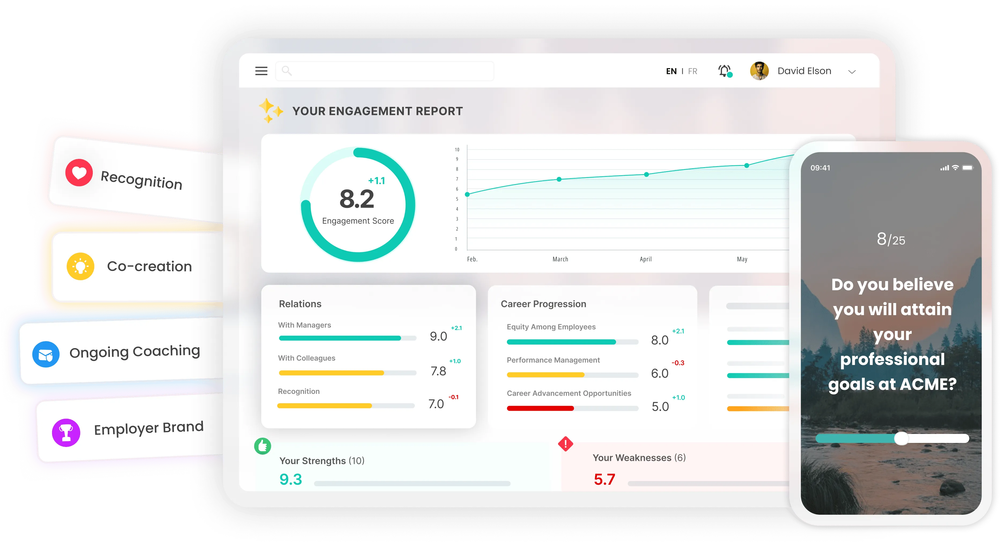 Recognition
Co-creation
Ongoing Coaching
Employer Brand
EN | FR
David Elson
YOUR ENGAGEMENT REPORT
+1.1
8.2
Engagement Score
10
9
8
7
6
5
4
3
2
1
0
Feb. March April May
Relations
With Managers
9.0 +2.1
With Colleagues
7.8 +1.0
Recognition
7.0 -0.1
Career Progression
Equity Among Employees
8.0 +2.1
Performance Management
6.0 -0.3
Career Advancement Opportunities
5.0 +1.0
Your Strengths (10)
9.3
Your Weaknesses (6)
5.7
09:41
8/25
Do you believe
you will attain
your
professional
goals at ACME?